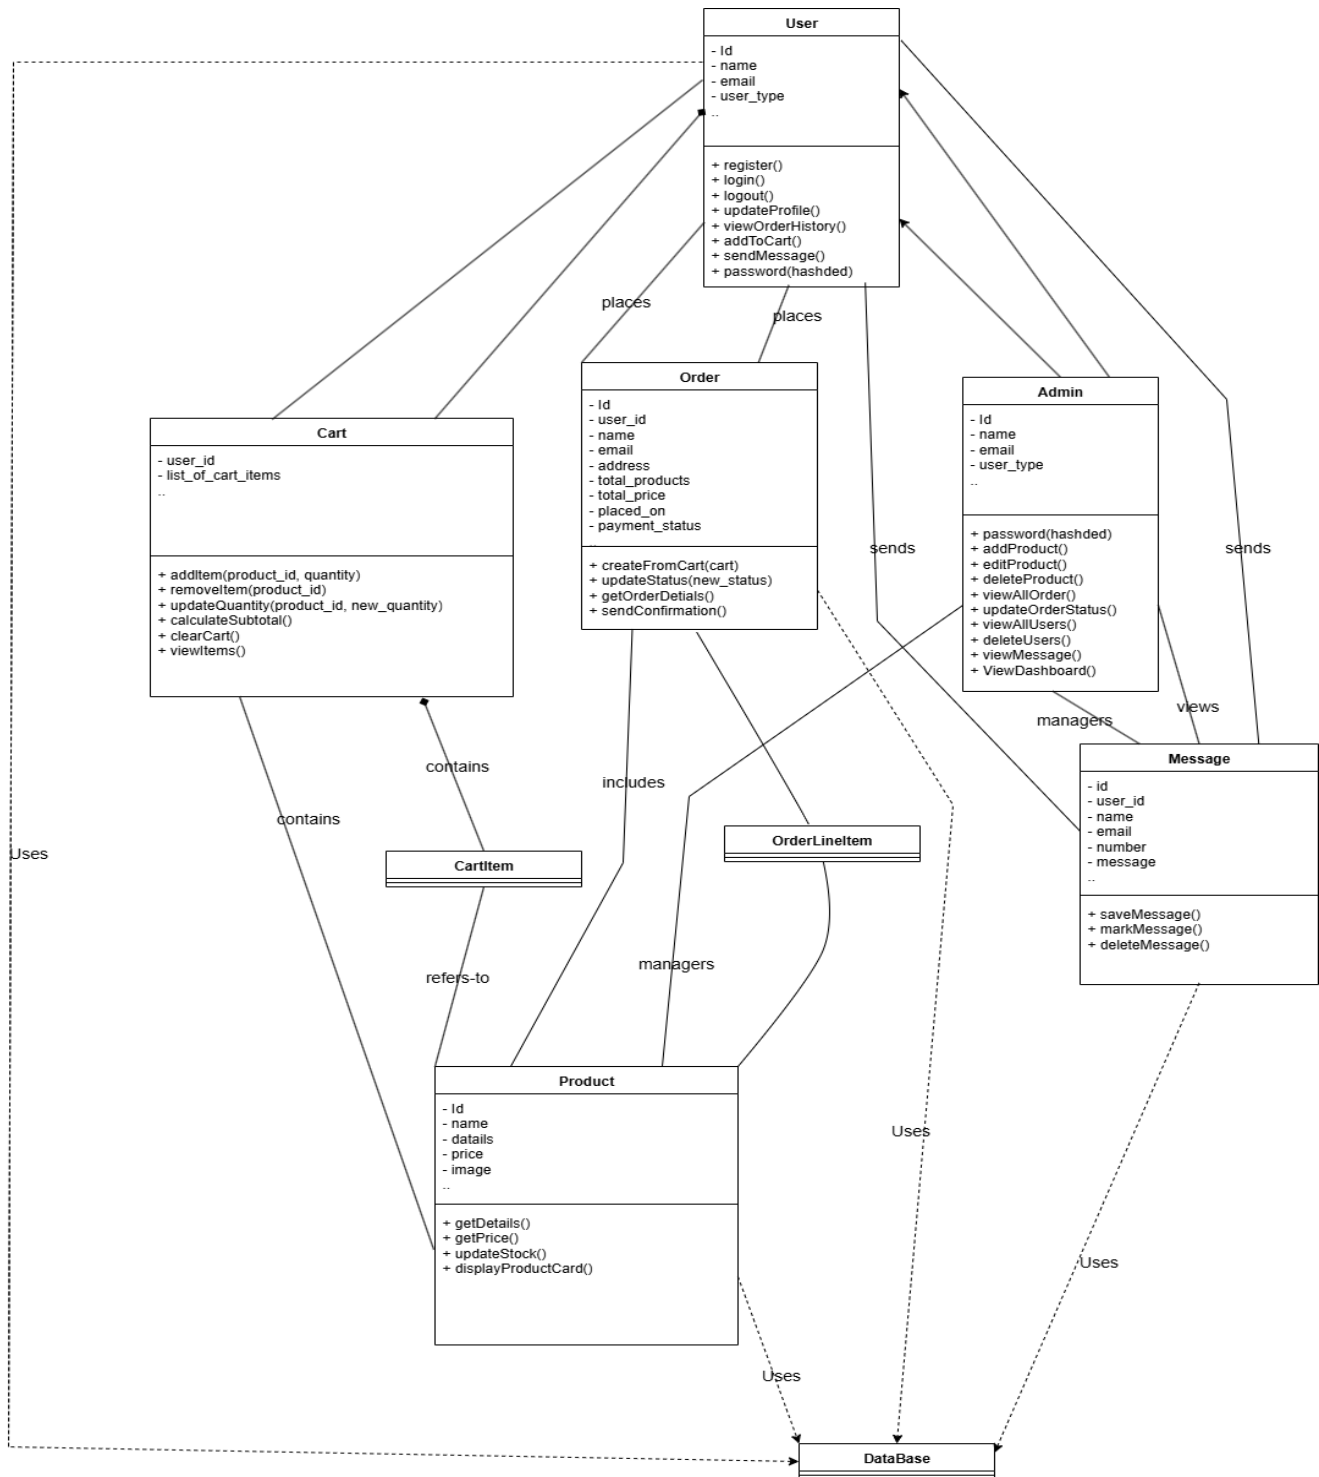 User
- Id
- name
- email
- user_type
..
+ register()
+ login()
+ logout()
+ updateProfile()
+ viewOrderHistory()
+ addToCart()
+ sendMessage()
+ password(hashded)
places
places
Order
- Id
- user_id
- name
- email
- address
- total_products
- total_price
- placed_on
- payment_status
..
+ createFromCart(cart)
+ updateStatus(new_status)
+ getOrderDetials()
+ sendConfirmation()
Admin
- Id
- name
- email
- user_type
..
+ password(hashded)
+ addProduct()
+ editProduct()
+ deleteProduct()
+ viewAllOrder()
+ updateOrderStatus()
+ viewAllUsers()
+ deleteUsers()
+ viewMessage()
+ ViewDashboard()
Cart
- user_id
- list_of_cart_items
..
+ addItem(product_id, quantity)
+ removeItem(product_id)
+ updateQuantity(product_id, new_quantity)
+ calculateSubtotal()
+ clearCart()
+ viewItems()
sends
sends
managers
views
Message
- id
- user_id
- name
- email
- number
- message
..
+ saveMessage()
+ markMessage()
+ deleteMessage()
contains
includes
contains
OrderLineItem
Uses
CartItem
managers
refers-to
Product
- Id
- name
- datails
- price
- image
..
+ getDetails()
+ getPrice()
+ updateStock()
+ displayProductCard()
Uses
Uses
Uses
DataBase